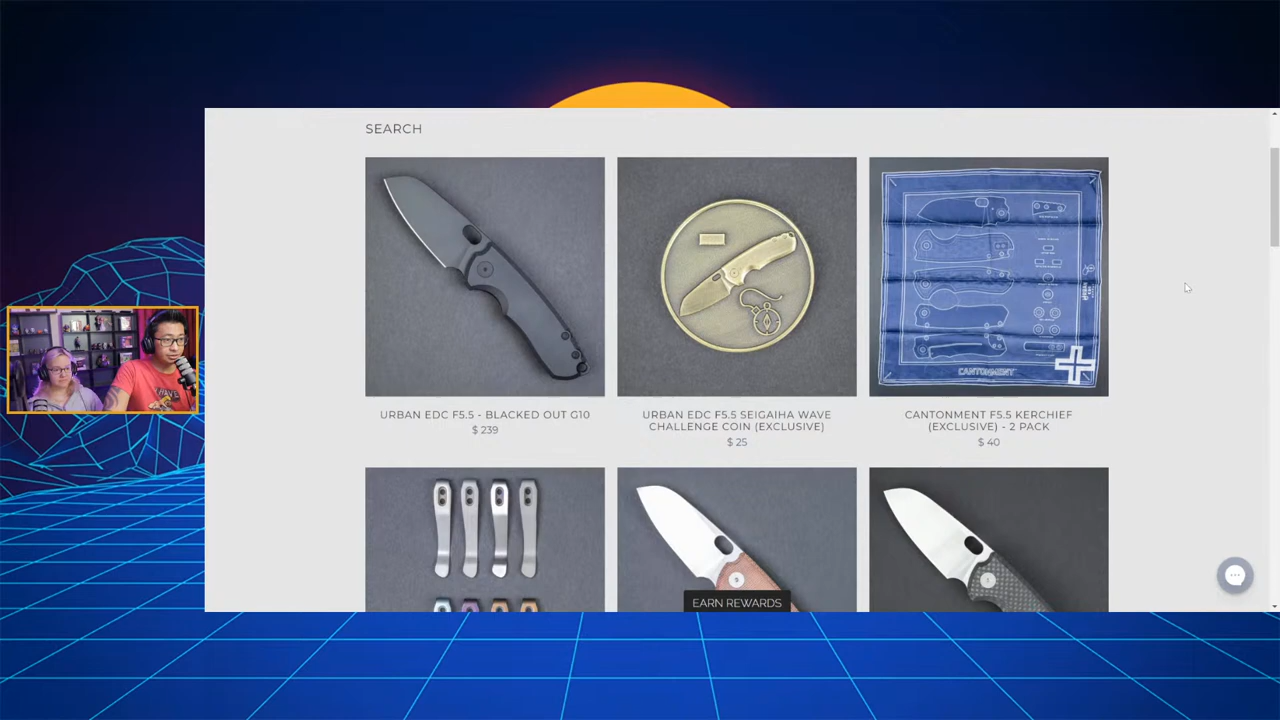 SEARCH
CANTONMENT
URBAN EDC F5.5 - BLACKED OUT G10
$ 239
URBAN EDC F5.5 SEIGAIHA WAVE
CHALLENGE COIN (EXCLUSIVE)
$ 25
CANTONMENT F5.5 KERCHIEF
(EXCLUSIVE) - 2 PACK
$ 40
EARN REWARDS